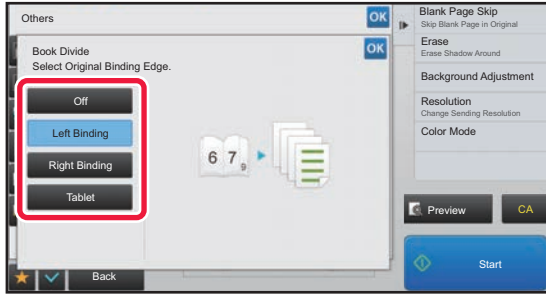 Others
OK
Book Divide
Select Original Binding Edge.
OK
Off
Left Binding
Right Binding
Tablet
6 7 9
Back
Blank Page Skip
Skip Blank Page in Original
Erase
Erase Shadow Around
Background Adjustment
Resolution
Change Sending Resolution
Color Mode
Preview
CA
Start